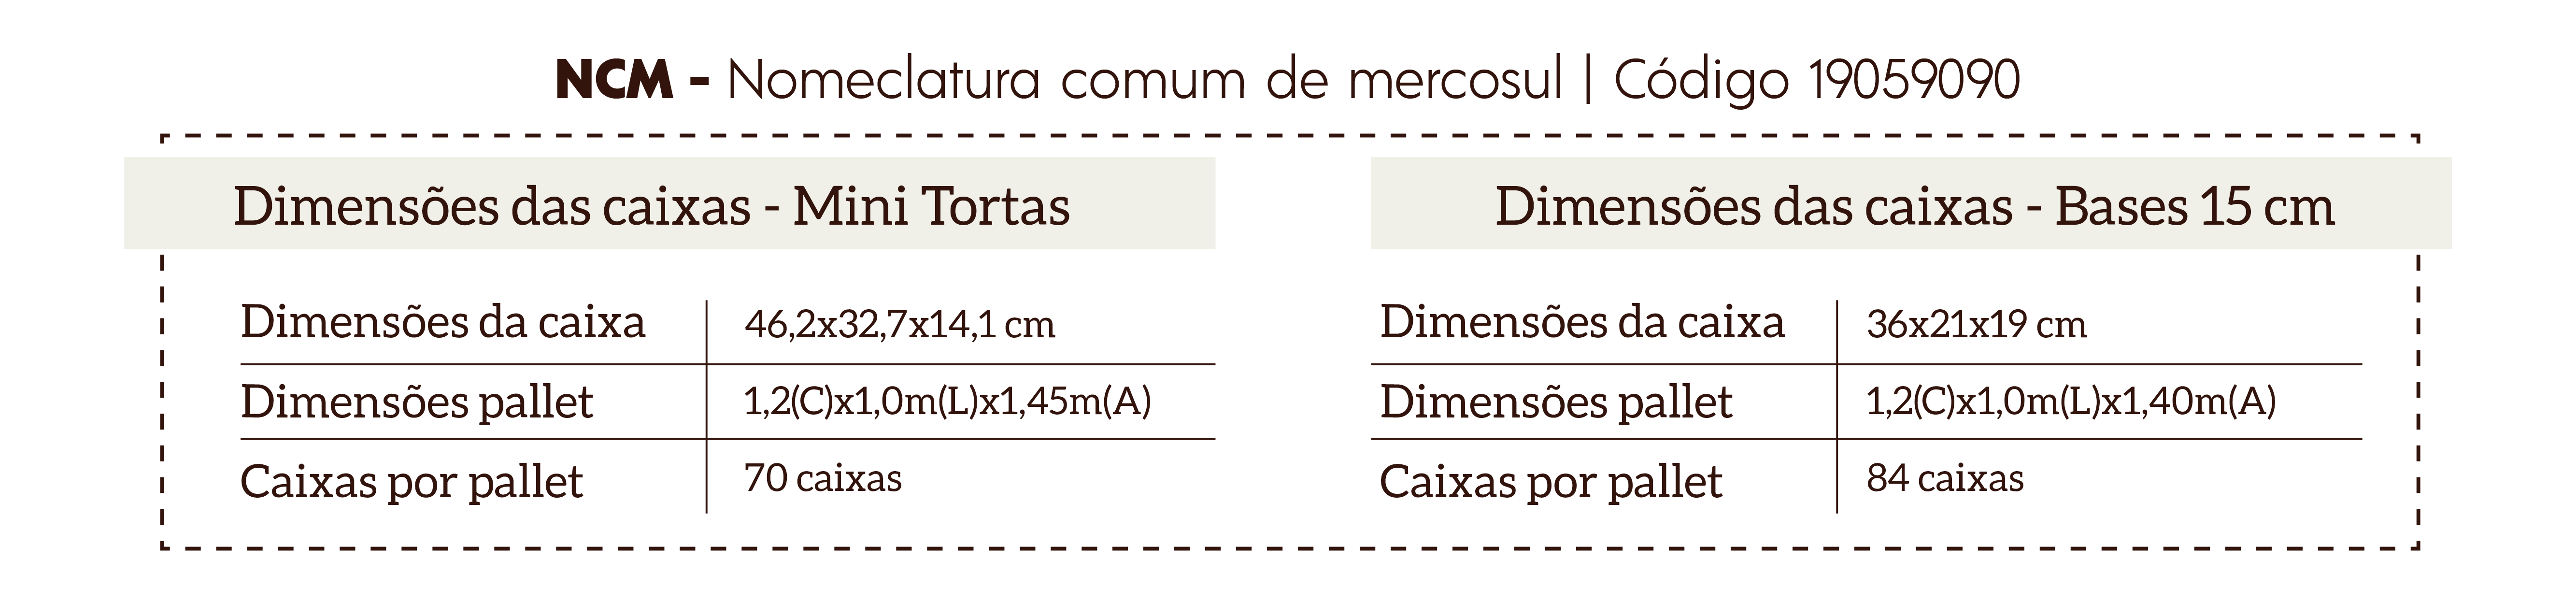 NCM - Nomeclatura comum de mercosul | Código 19059090
Dimensões das caixas - Mini Tortas
Dimensões da caixa 46,2x32,7x14,1 cm
Dimensões pallet 1,2(C)x1,0m(L)x1,45m(A)
Caixas por pallet 70 caixas
Dimensões das caixas - Bases 15 cm
Dimensões da caixa 36x21x19 cm
Dimensões pallet 1,2(C)x1,0m(L)x1,40m(A)
Caixas por pallet 84 caixas